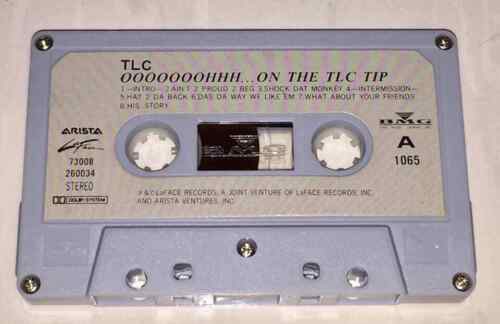 TLC
OOOOOOOHHH...ON THE TLC TIP
1.-INTRO- 2.AIN'T 2 PROUD 2 BEG 3.SHOCK DAT MONKEY 4.-INTERMISSION-
5.HAT 2 DA BACK 6.DAS DA WAY WE LIKE 'EM 7.WHAT ABOUT YOUR FRIENDS
8.HIS STORY
ARISTA
LaFace
73008
260034
STEREO
DOLBY SYSTEM
BMG
A
1065
℗ & © LaFACE RECORDS, A JOINT VENTURE OF LaFACE RECORDS, INC.
AND ARISTA VENTURES, INC.